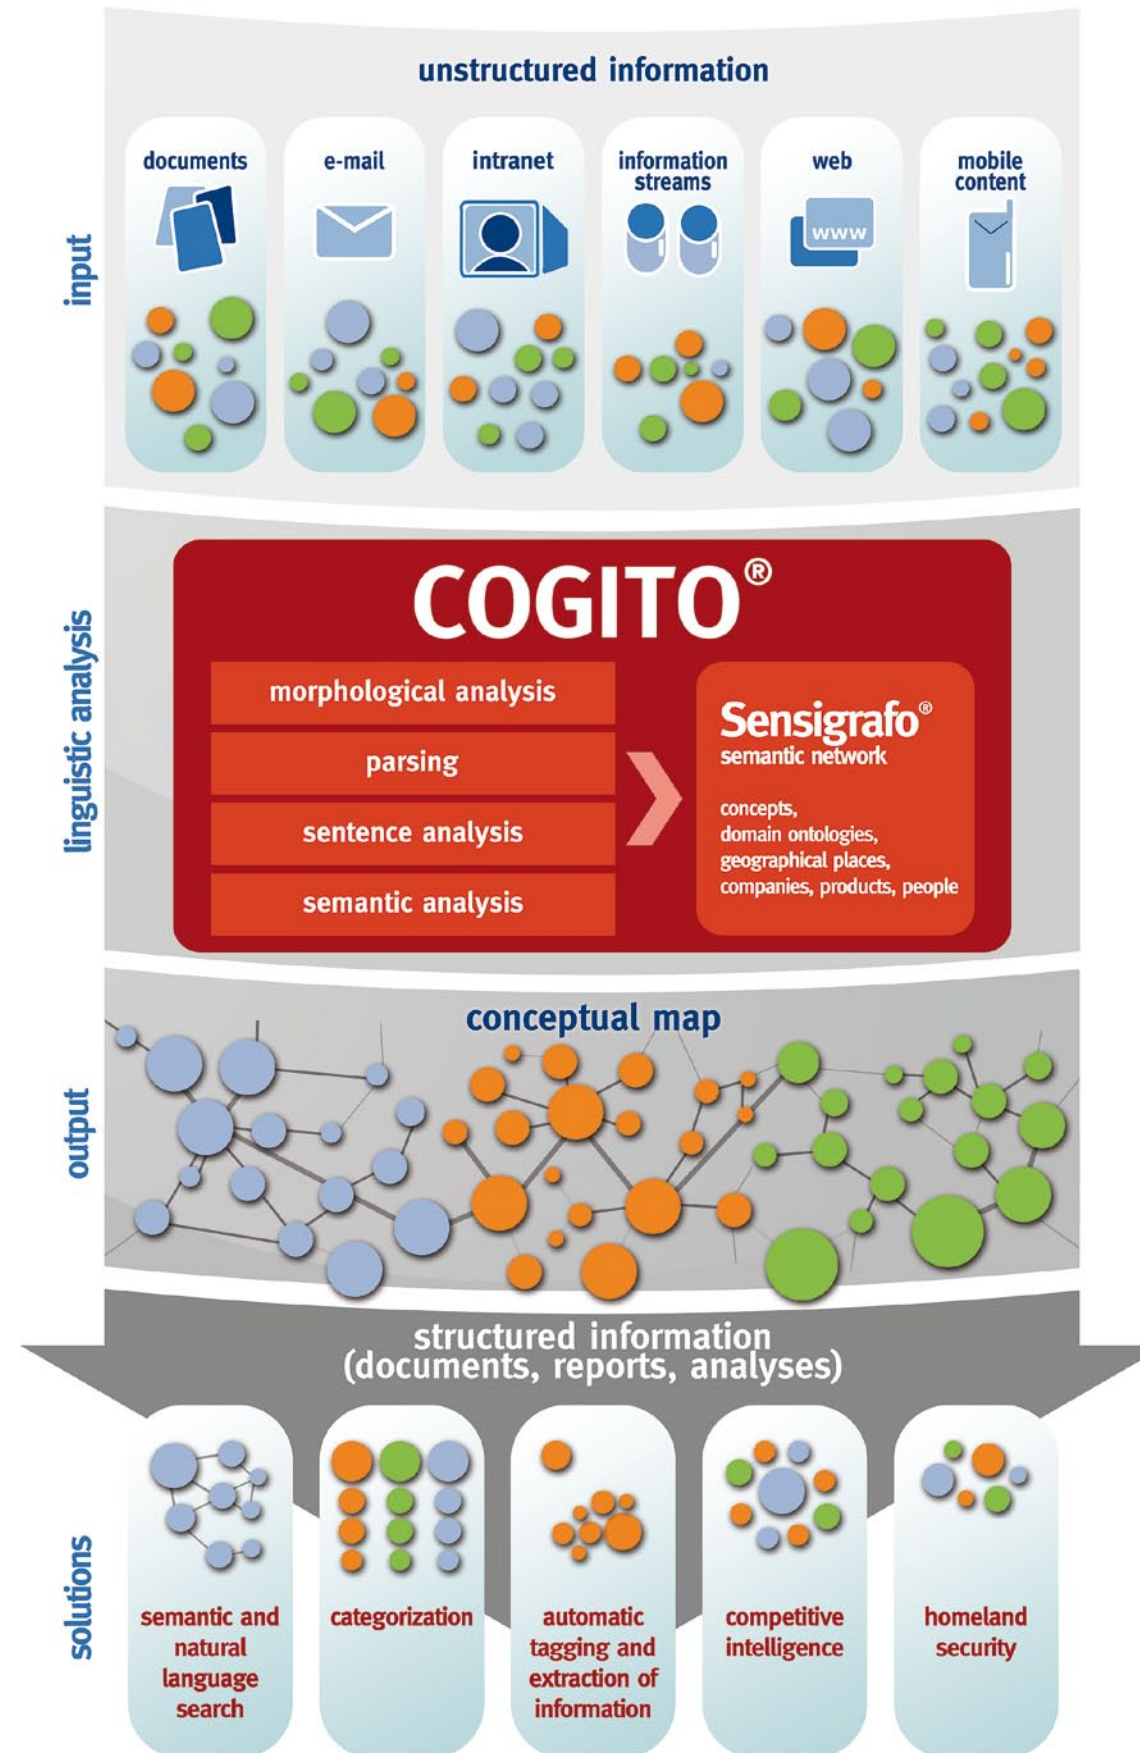 unstructured information
documents
e-mail
intranet
information
streams
web
mobile
content
www
input
COGITO®
linguistic analysis
morphological analysis
parsing
sentence analysis
semantic analysis
Sensigrafo®
semantic network
concepts,
domain ontologies,
geographical places,
companies, products, people
conceptual map
output
structured information
(documents, reports, analyses)
solutions
semantic and
natural
language
search
categorization
automatic
tagging and
extraction of
information
competitive
intelligence
homeland
security